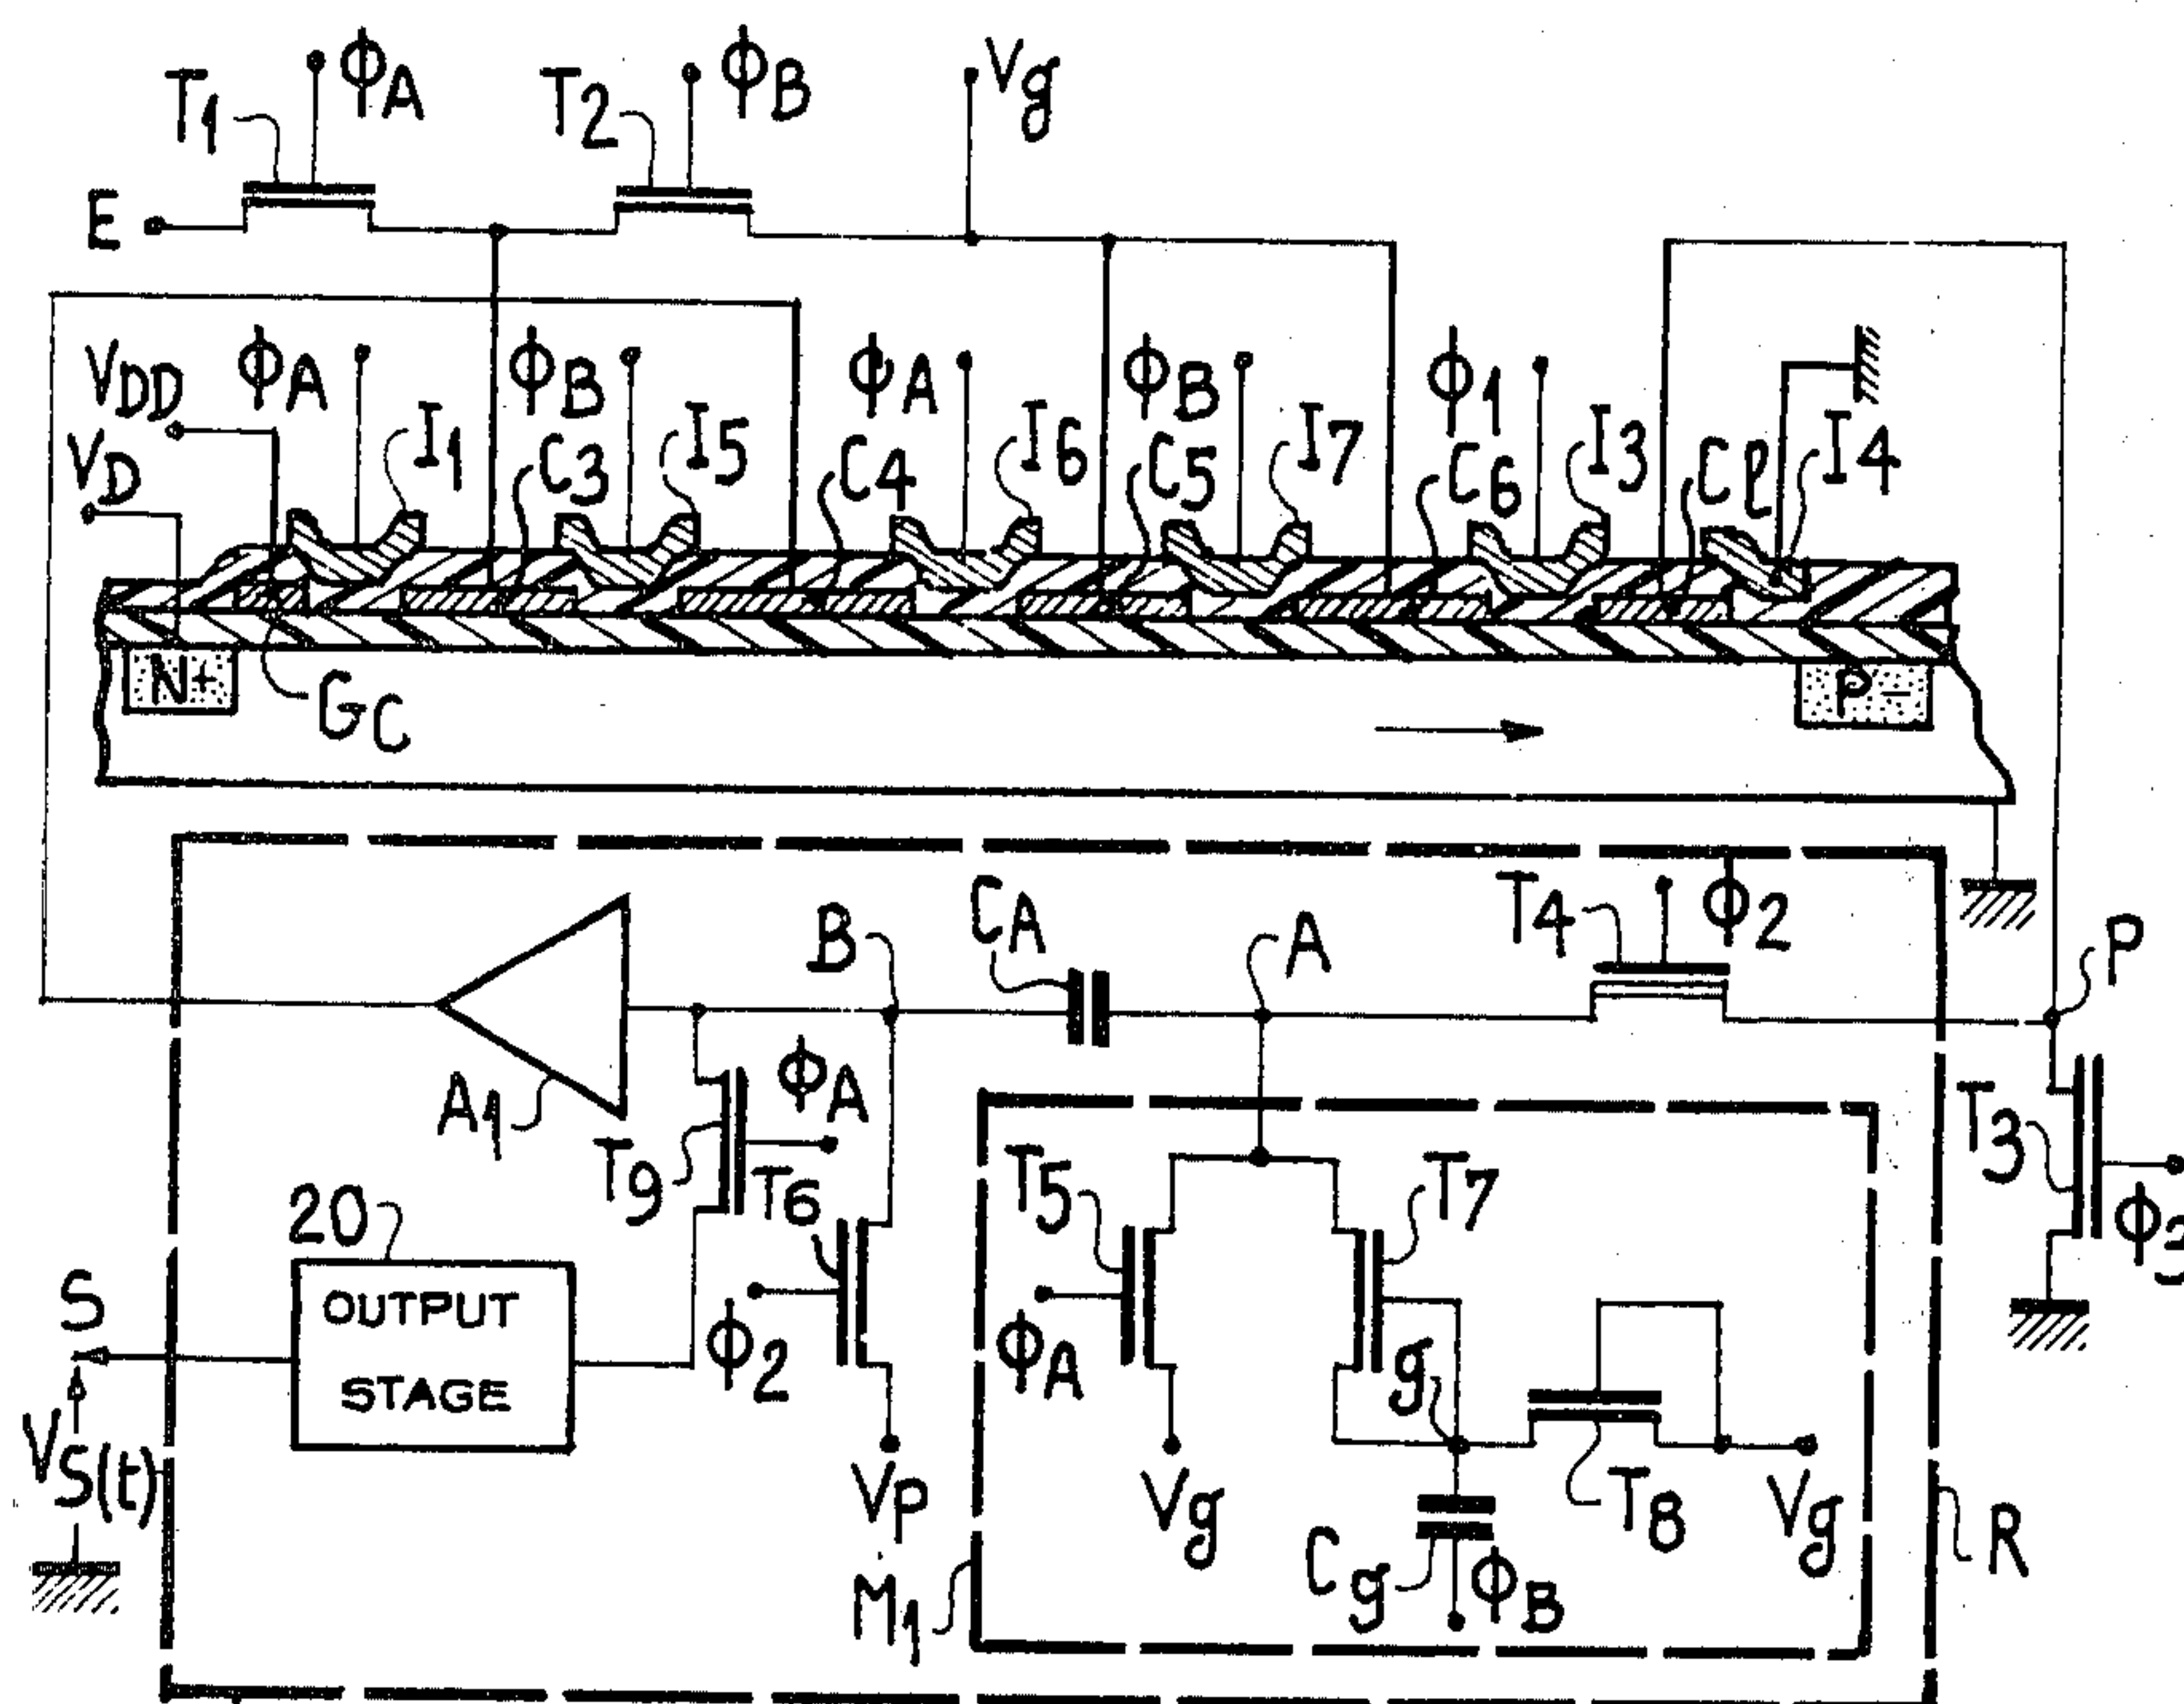 T1 ϕA T2 ϕB Vg
E
VDD ϕA ϕB ϕA ϕB ϕ1
VD I1 C3 I5 C4 I6 C5 I7 C6 I3 Cℓ I4
N+ GC P-
B CA A T4 ϕ2 P
A1 T9 ϕA T6 T5 T7 T3
20
S OUTPUT ϕ2 ϕA g
STAGE
VS(t) VP Vg T8 Vg R
M1 Cg ϕB